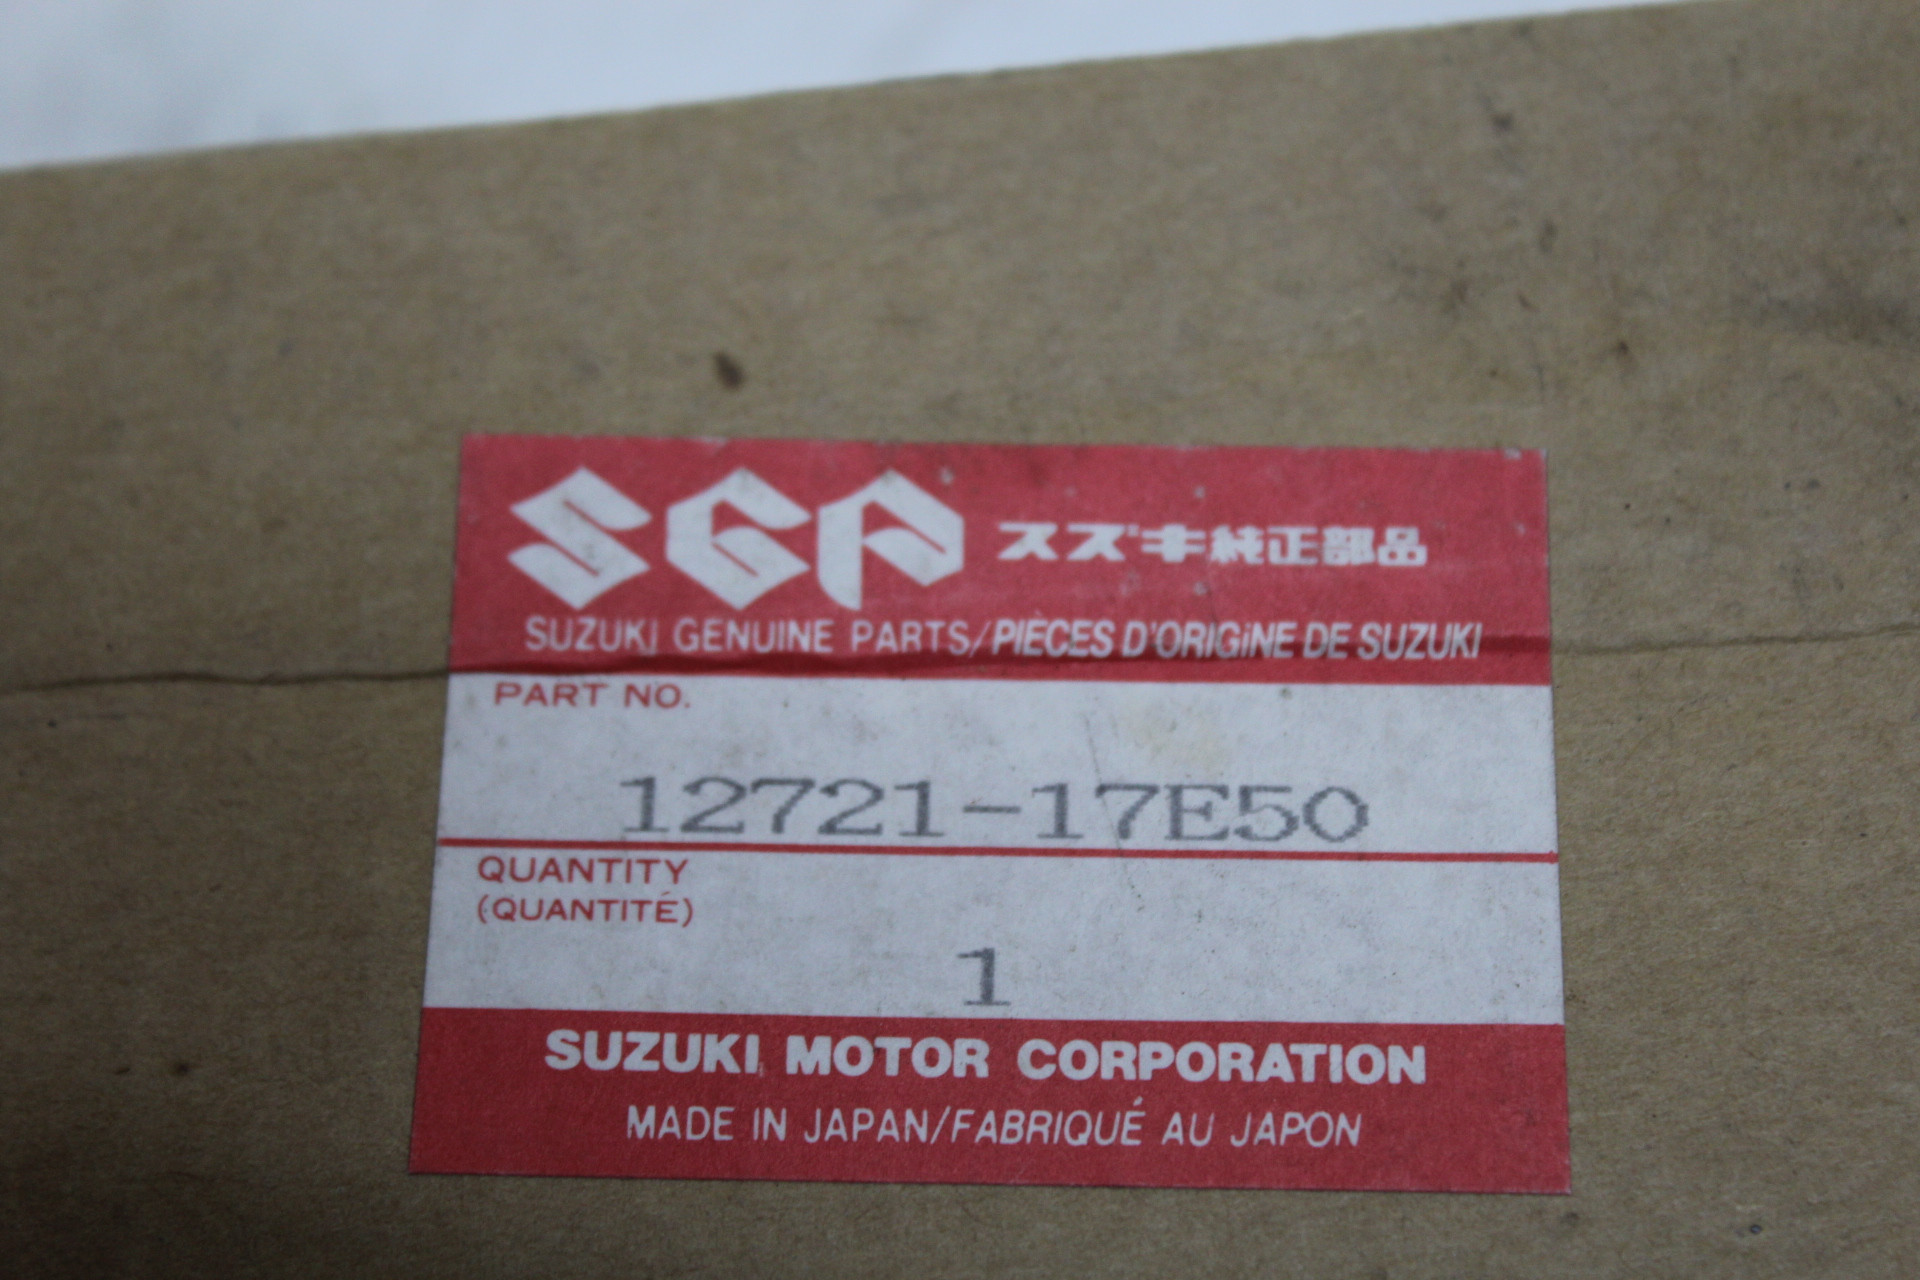 SGP スズキ純正部品
SUZUKI GENUINE PARTS/PIÈCES D'ORIGINE DE SUZUKI
PART NO.
12721-17E50
QUANTITY
(QUANTITÉ)
1
SUZUKI MOTOR CORPORATION
MADE IN JAPAN/FABRIQUÉ AU JAPON